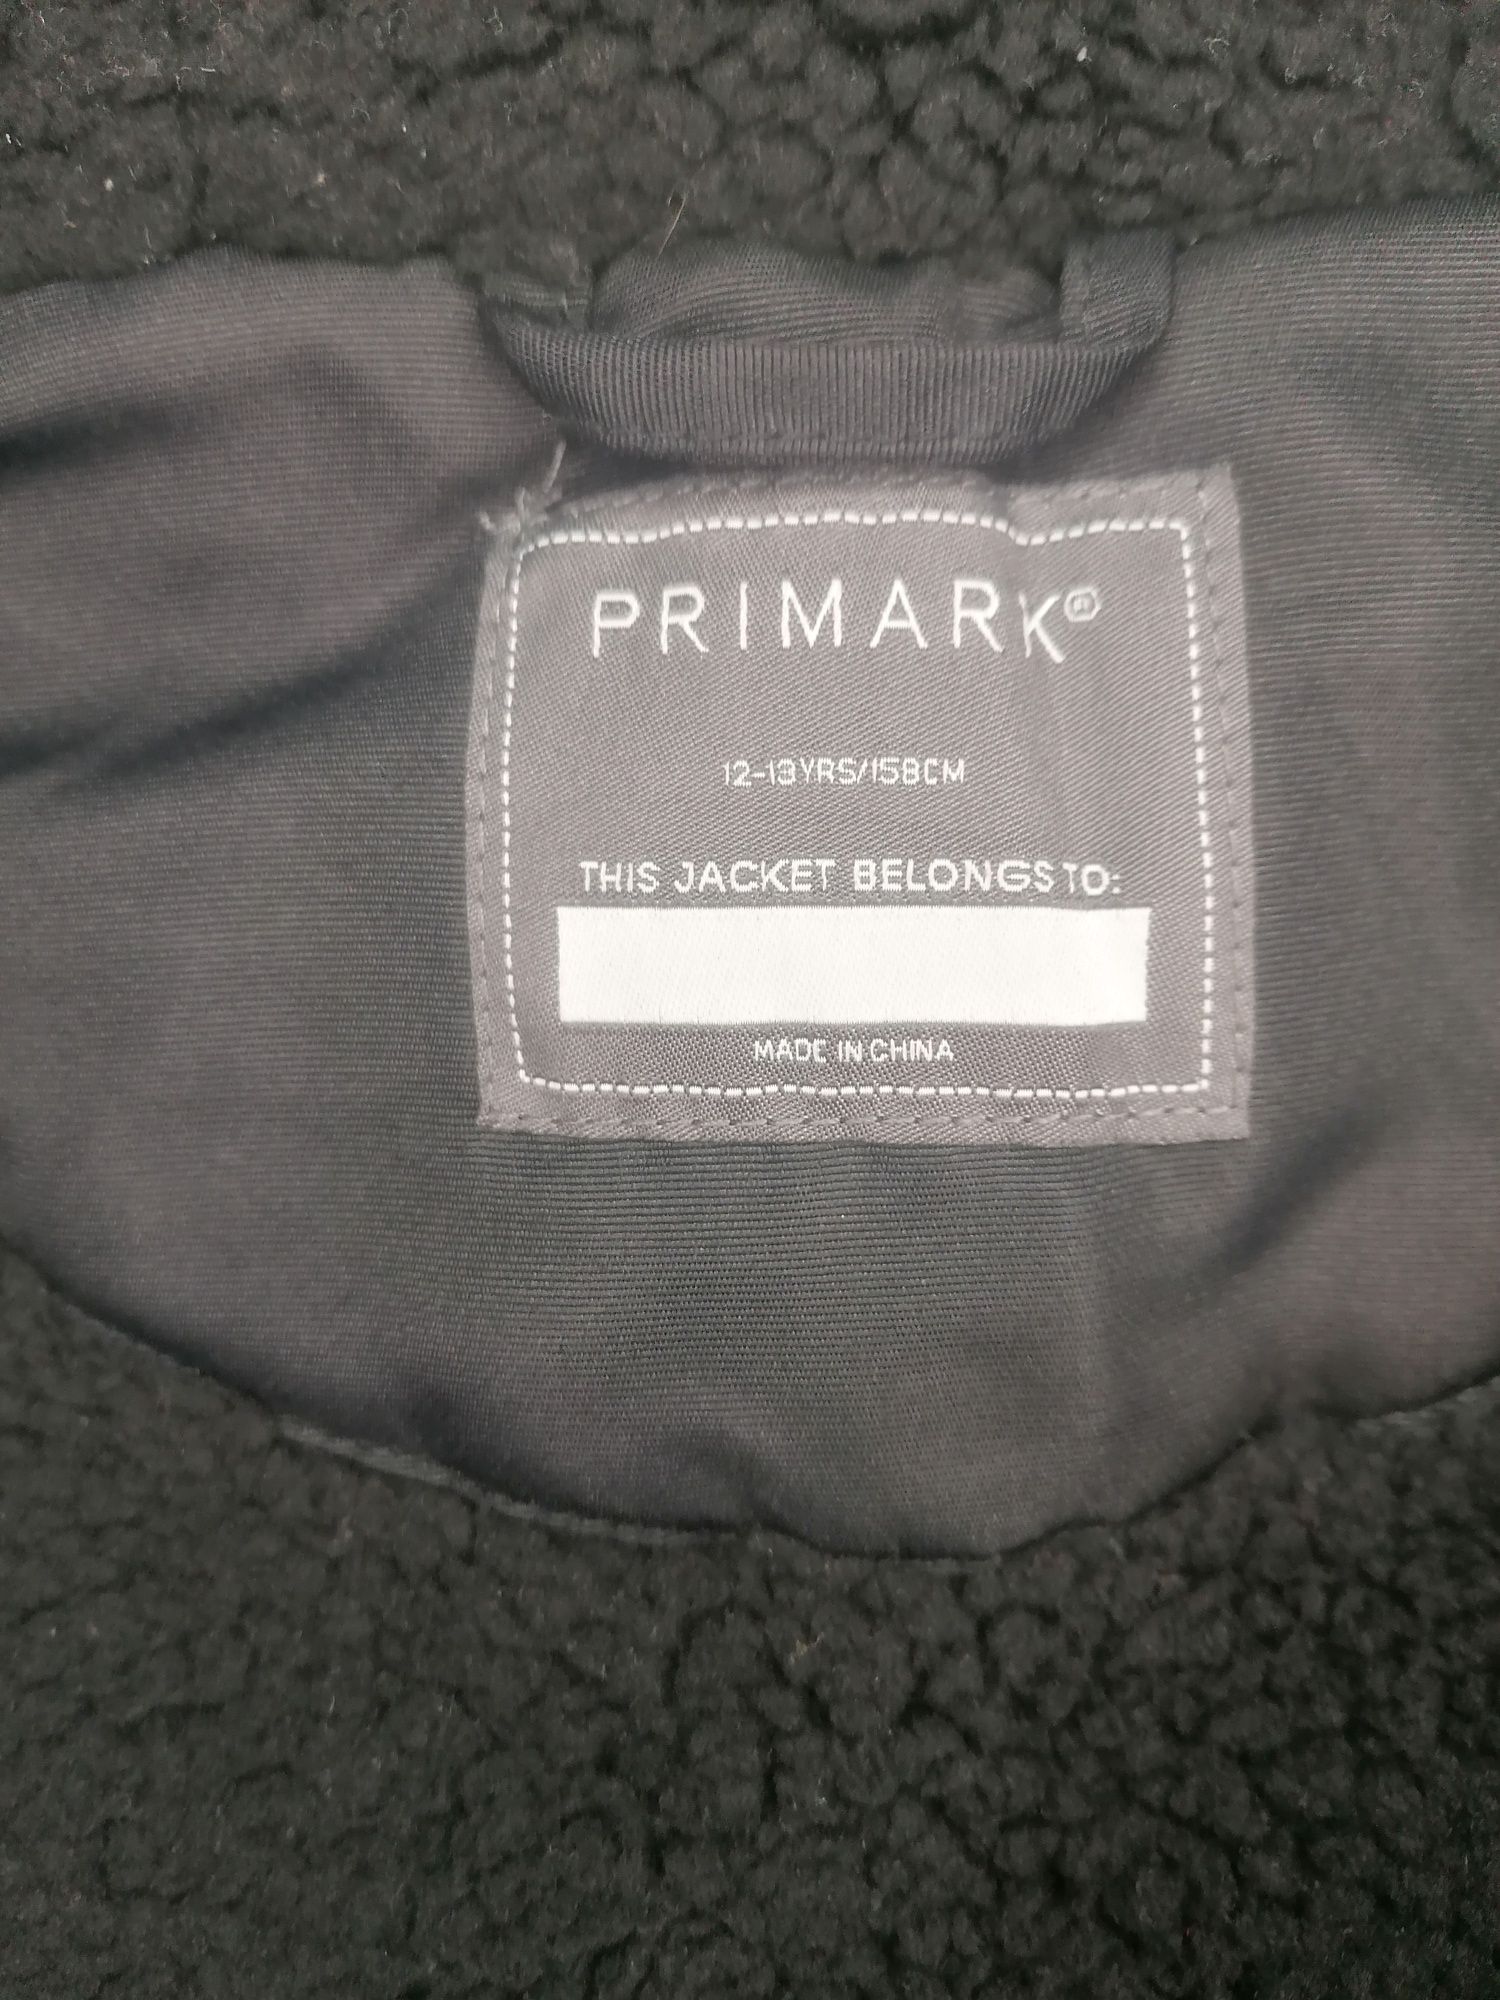 PRIMARK®
12-13YRS/158CM
THIS JACKET BELONGS TO:
MADE IN CHINA